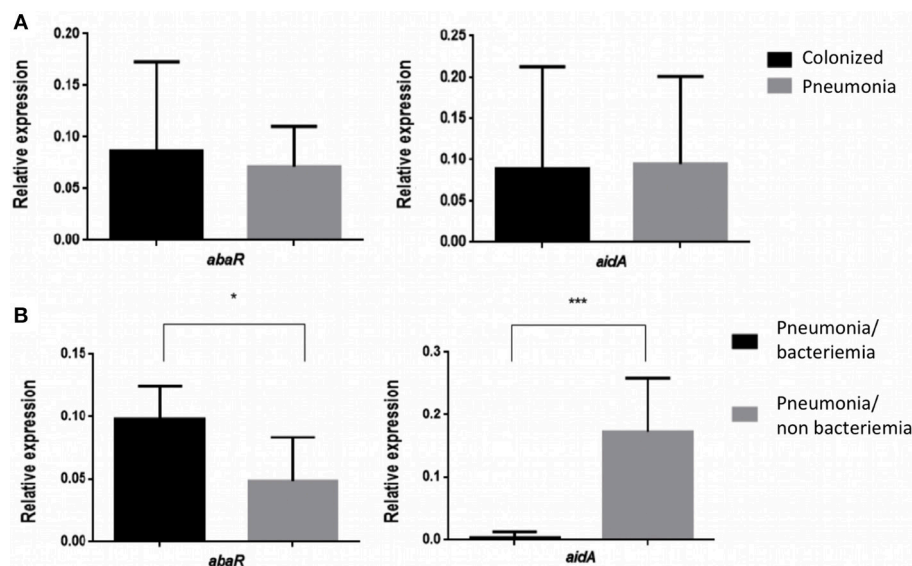 A
Relative expression
0.20
0.15
0.10
0.05
0.00
abaR
Relative expression
0.25
0.20
0.15
0.10
0.05
0.00
aidA
Colonized
Pneumonia
B
*
Relative expression
0.15
0.10
0.05
0.00
abaR
***
Relative expression
0.3
0.2
0.1
0.0
aidA
Pneumonia/
bacteriemia
Pneumonia/
non bacteriemia